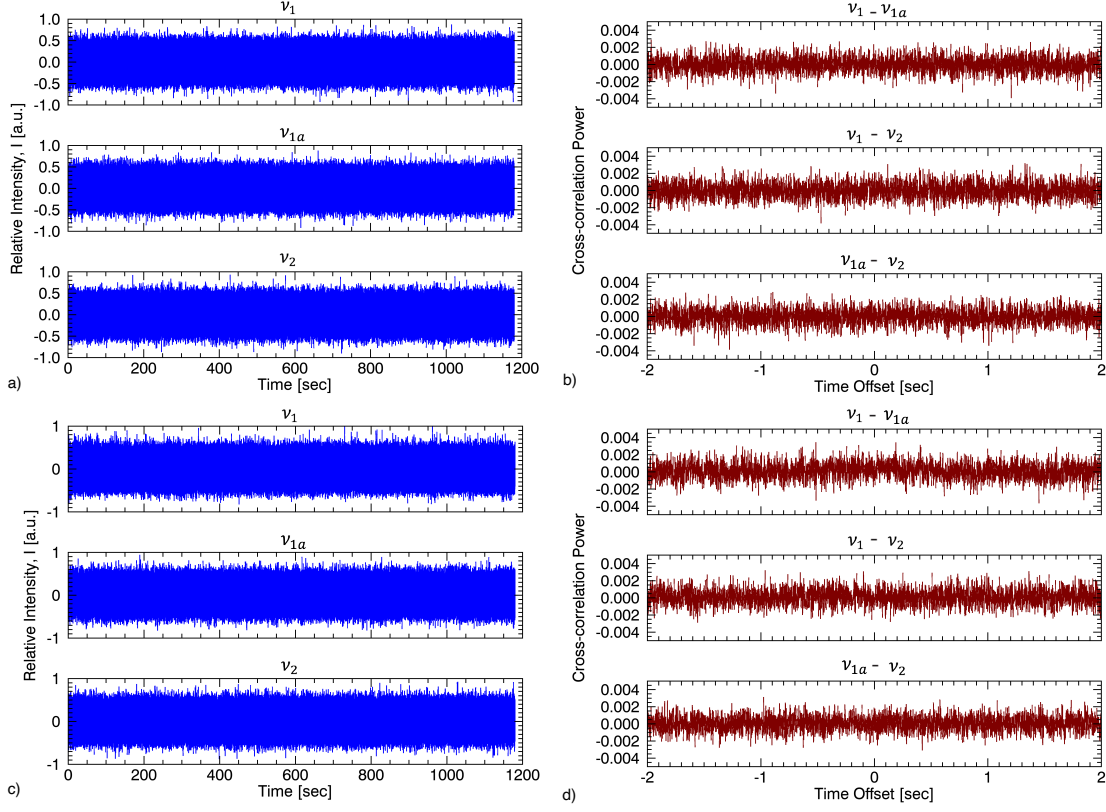 ν1
1.0
0.5
0.0
-0.5
-1.0
ν1a
1.0
0.5
0.0
-0.5
-1.0
ν2
1.0
0.5
0.0
-0.5
-1.0
0 200 400 600 800 1000 1200
Time [sec]
Relative Intensity, I [a.u.]
a)
ν1 - ν1a
0.004
0.002
0.000
-0.002
-0.004
ν1 - ν2
0.004
0.002
0.000
-0.002
-0.004
ν1a - ν2
0.004
0.002
0.000
-0.002
-0.004
-2 -1 0 1 2
Time Offset [sec]
Cross-correlation Power
b)
ν1
1
0
-1
ν1a
1
0
-1
ν2
1
0
-1
0 200 400 600 800 1000 1200
Time [sec]
Relative Intensity, I [a.u.]
c)
ν1 - ν1a
0.004
0.002
0.000
-0.002
-0.004
ν1 - ν2
0.004
0.002
0.000
-0.002
-0.004
ν1a - ν2
0.004
0.002
0.000
-0.002
-0.004
-2 -1 0 1 2
Time Offset [sec]
Cross-correlation Power
d)